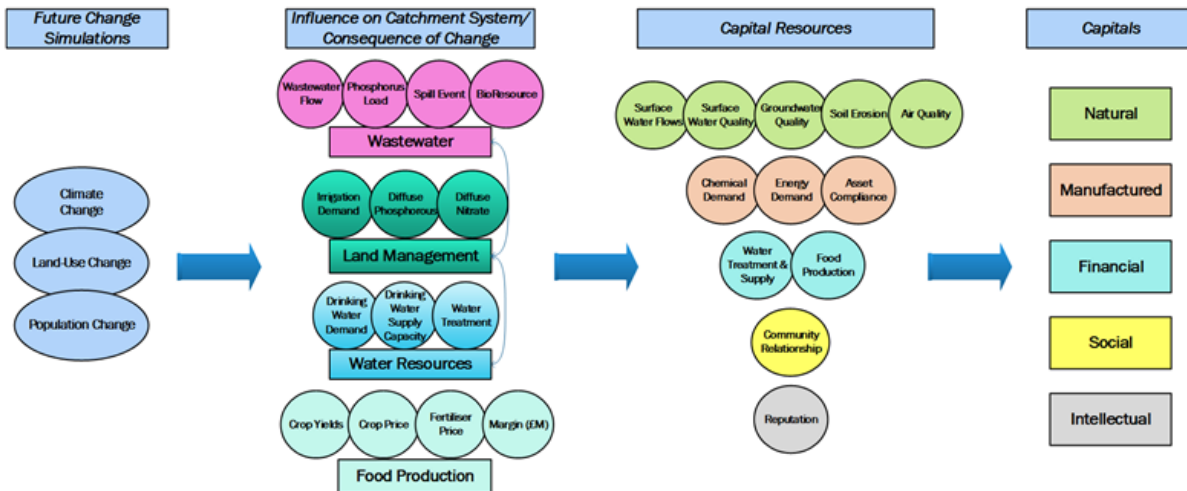 Future Change
Simulations
Influence on Catchment System/
Consequence of Change
Capital Resources
Capitals
Climate
Change
Land-Use Change
Population Change
Wastewater
Flow
Phosphorus
Load
Spill Event
BioResource
Wastewater
Irrigation
Demand
Diffuse
Phosphorous
Diffuse
Nitrate
Land Management
Drinking
Water
Demand
Drinking
Water
Supply
Capacity
Water
Treatment
Water Resources
Crop Yields
Crop Price
Fertiliser
Price
Margin (£M)
Food Production
Surface
Water Flows
Surface
Water Quality
Groundwater
Quality
Soil Erosion
Air Quality
Chemical
Demand
Energy
Demand
Asset
Compliance
Water
Treatment &
Supply
Food
Production
Community
Relationship
Reputation
Natural
Manufactured
Financial
Social
Intellectual